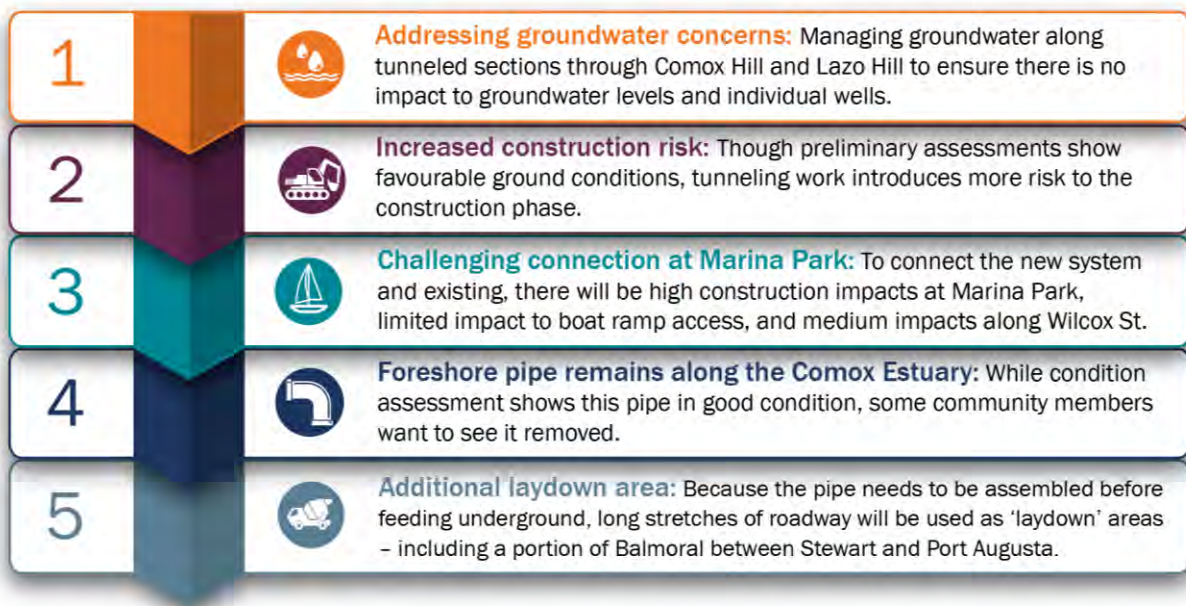 1
Addressing groundwater concerns: Managing groundwater along
tunneled sections through Comox Hill and Lazo Hill to ensure there is no
impact to groundwater levels and individual wells.
2
Increased construction risk: Though preliminary assessments show
favourable ground conditions, tunneling work introduces more risk to the
construction phase.
3
Challenging connection at Marina Park: To connect the new system
and existing, there will be high construction impacts at Marina Park,
limited impact to boat ramp access, and medium impacts along Wilcox St.
4
Foreshore pipe remains along the Comox Estuary: While condition
assessment shows this pipe in good condition, some community members
want to see it removed.
5
Additional laydown area: Because the pipe needs to be assembled before
feeding underground, long stretches of roadway will be used as ‘laydown’ areas
– including a portion of Balmoral between Stewart and Port Augusta.